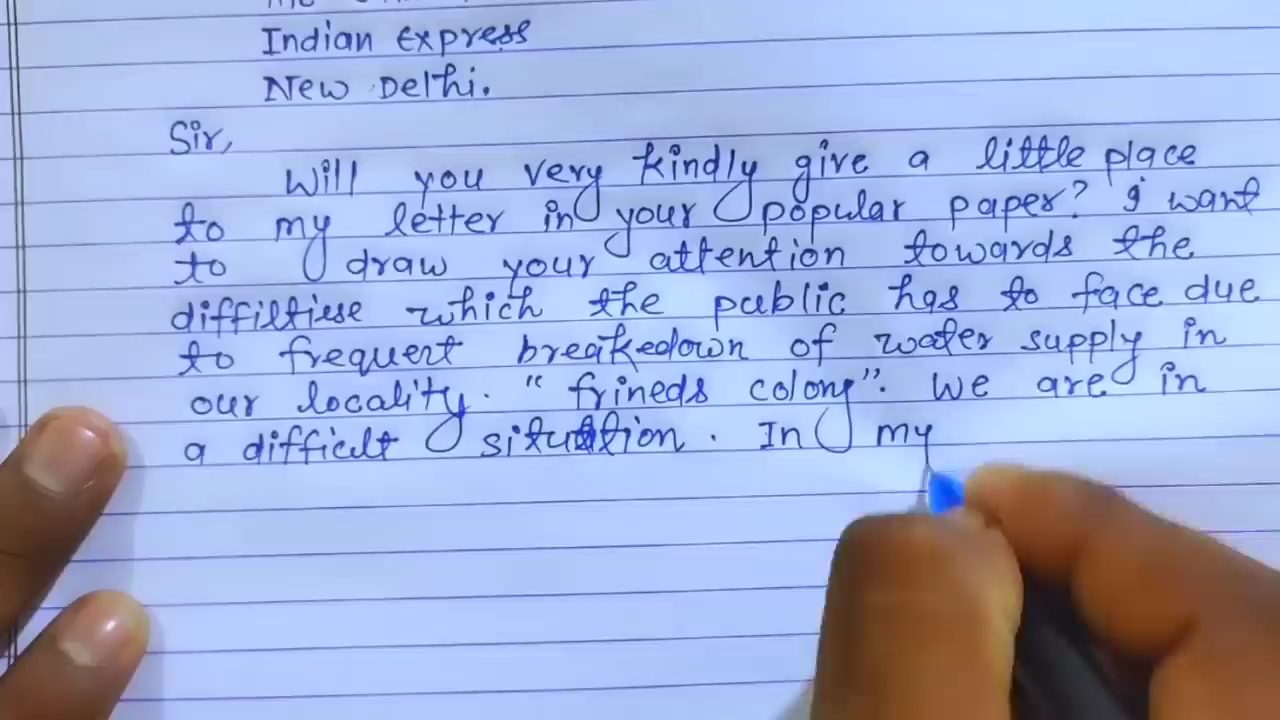 Indian express
New Delhi.
Sir,
Will you very kindly give a little place
to my letter in your popular paper? I want
to draw your attention towards the
diffiltiese which the public has to face due
to frequert breakedown of water supply in
our locality. "frineds colony". We are in
a difficult situation. In my